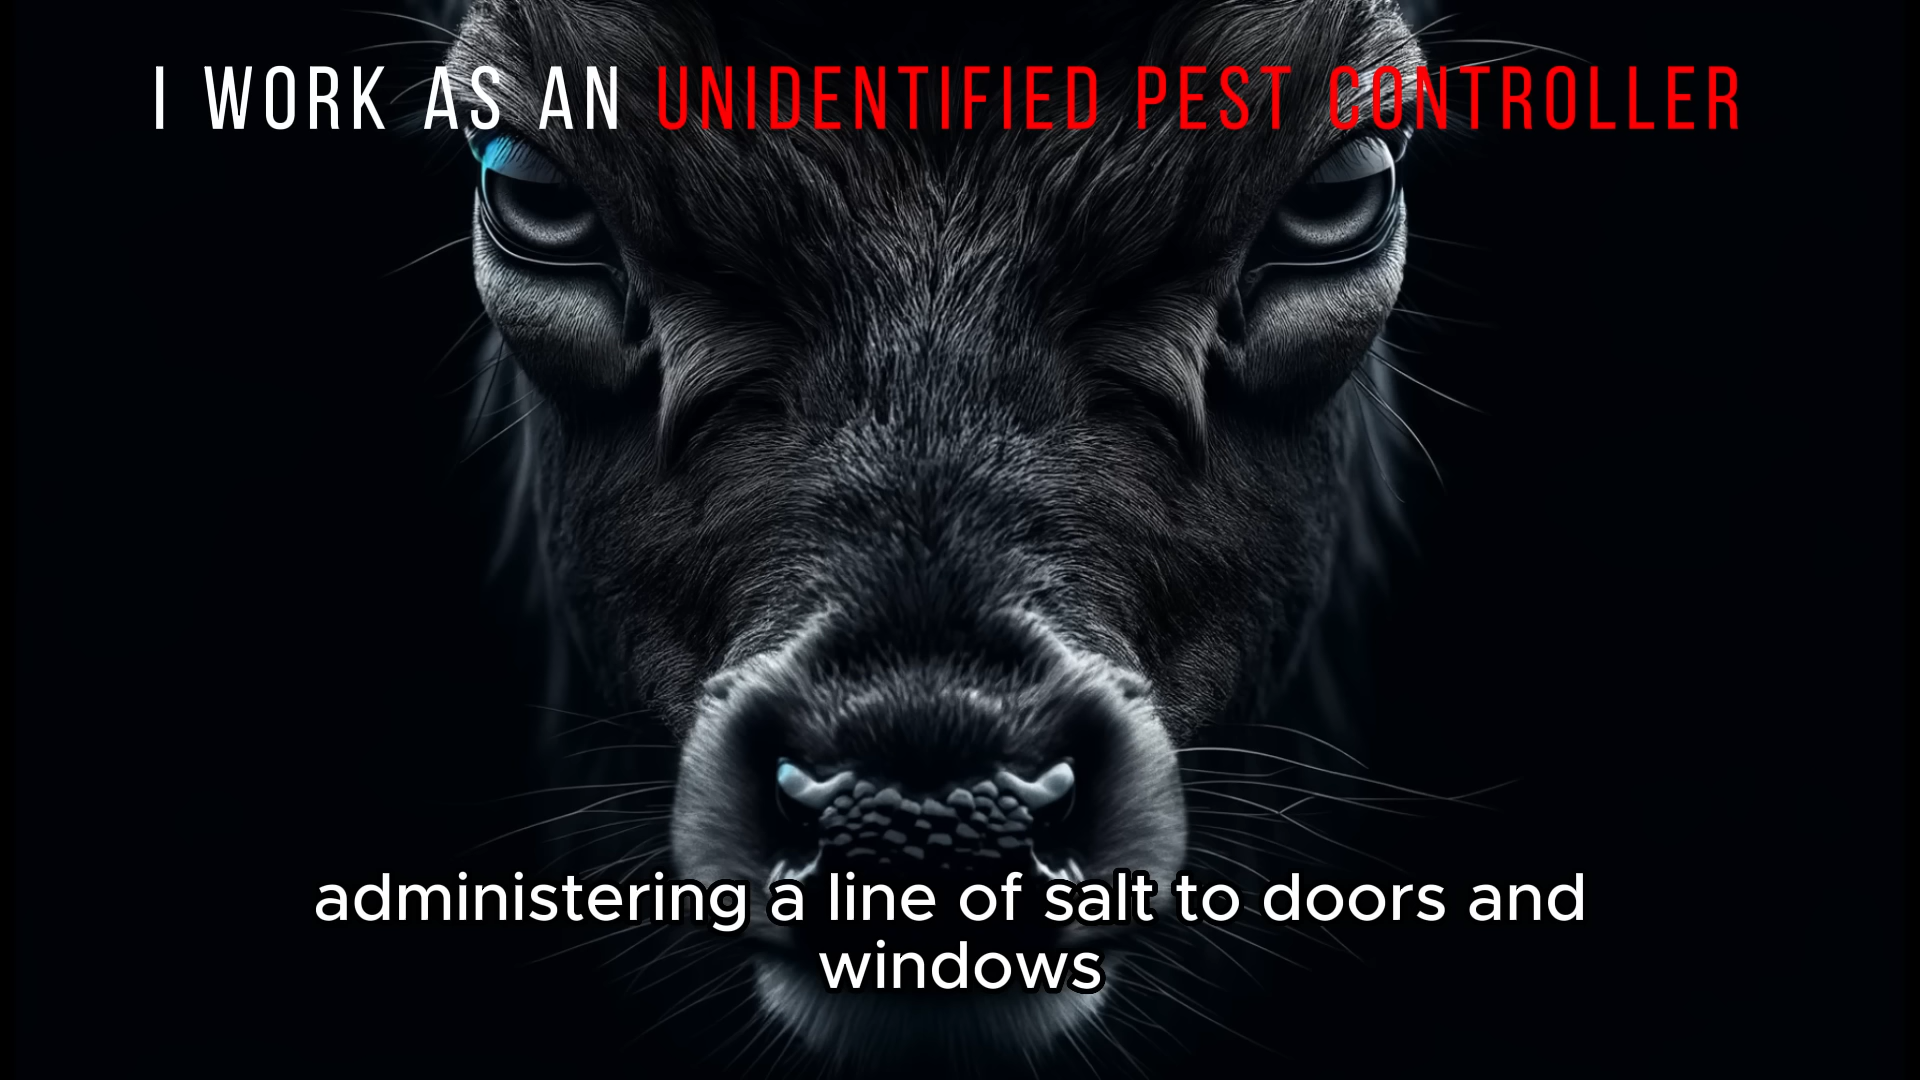 I WORK AS AN UNIDENTIFIED PEST CONTROLLER
administering a line of salt to doors and
windows